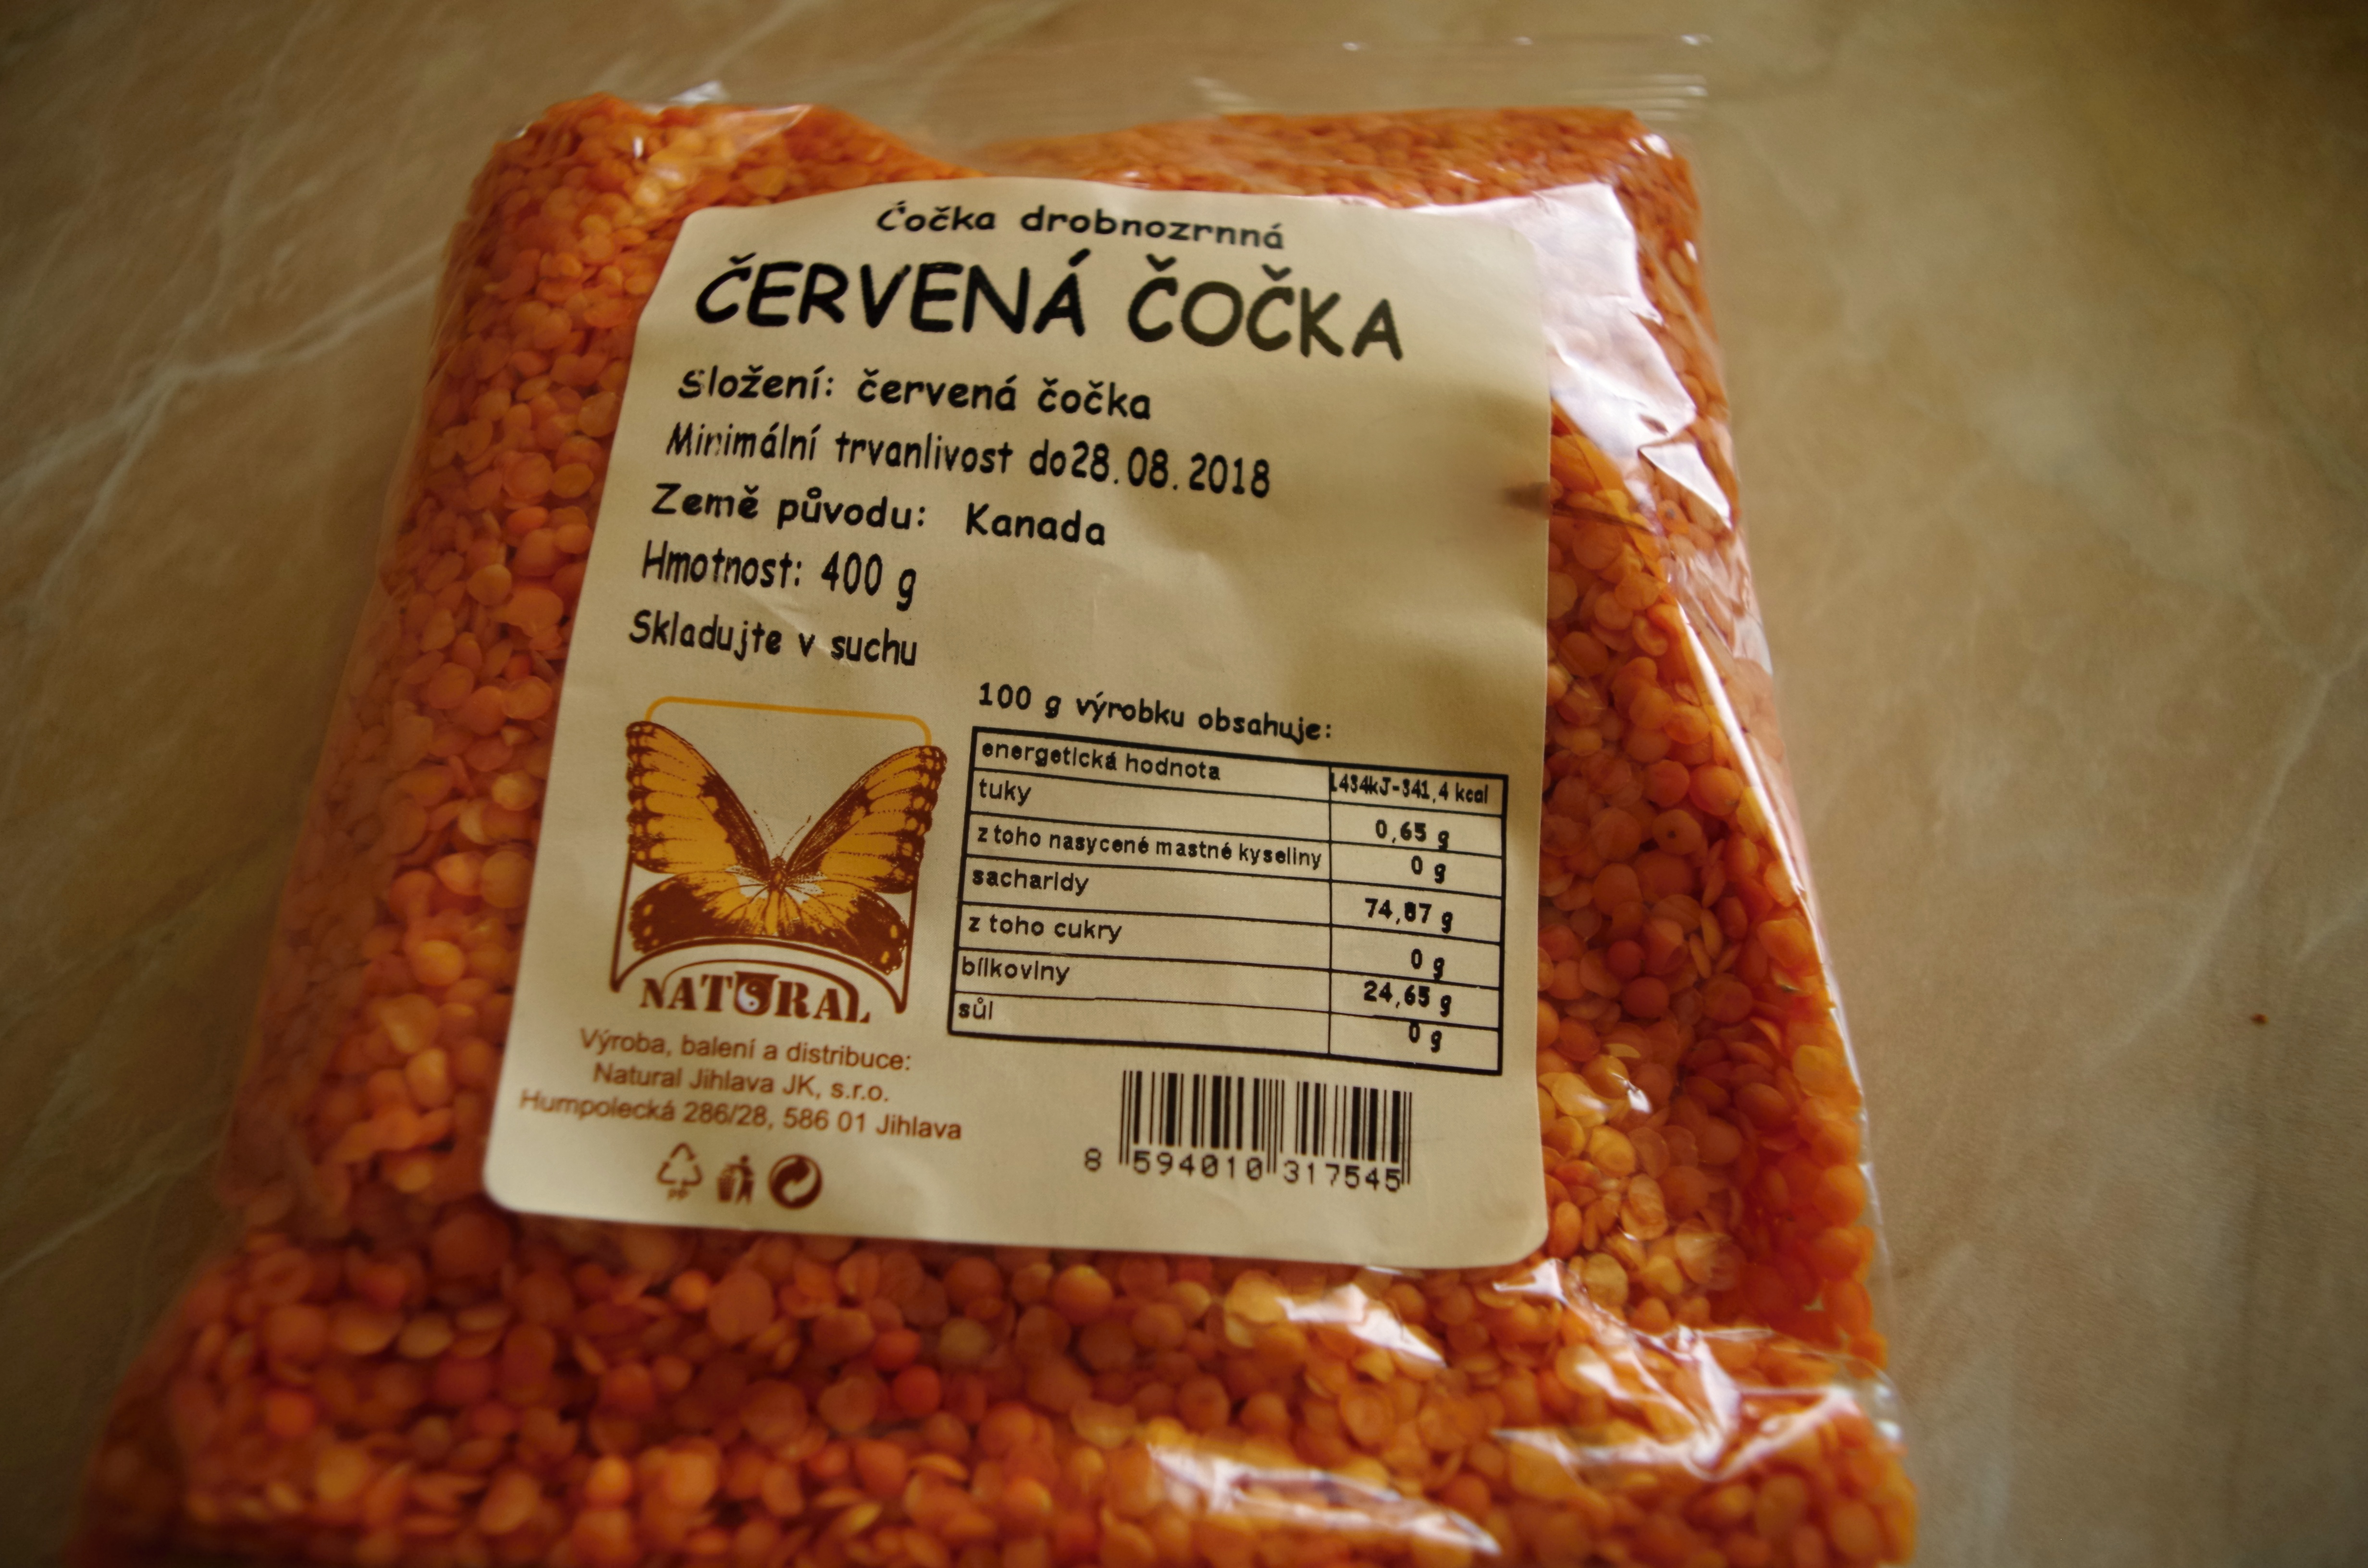 Čočka drobnozrnná
ČERVENÁ ČOČKA
Složení: červená čočka
Minimální trvanlivost do 28.08.2018
Země původu: Kanada
Hmotnost: 400 g
Skladujte v suchu
100 g výrobku obsahuje:
energetická hodnota 1434kJ-341,4 kcal
tuky 0,65 g
z toho nasycené mastné kyseliny 0 g
sacharidy 74,87 g
z toho cukry 0 g
bílkoviny 24,65 g
sůl 0 g
NATURAL
Výroba, balení a distribuce:
Natural Jihlava JK, s.r.o.
Humpolecká 286/28, 586 01 Jihlava
PP
8 594010 317545